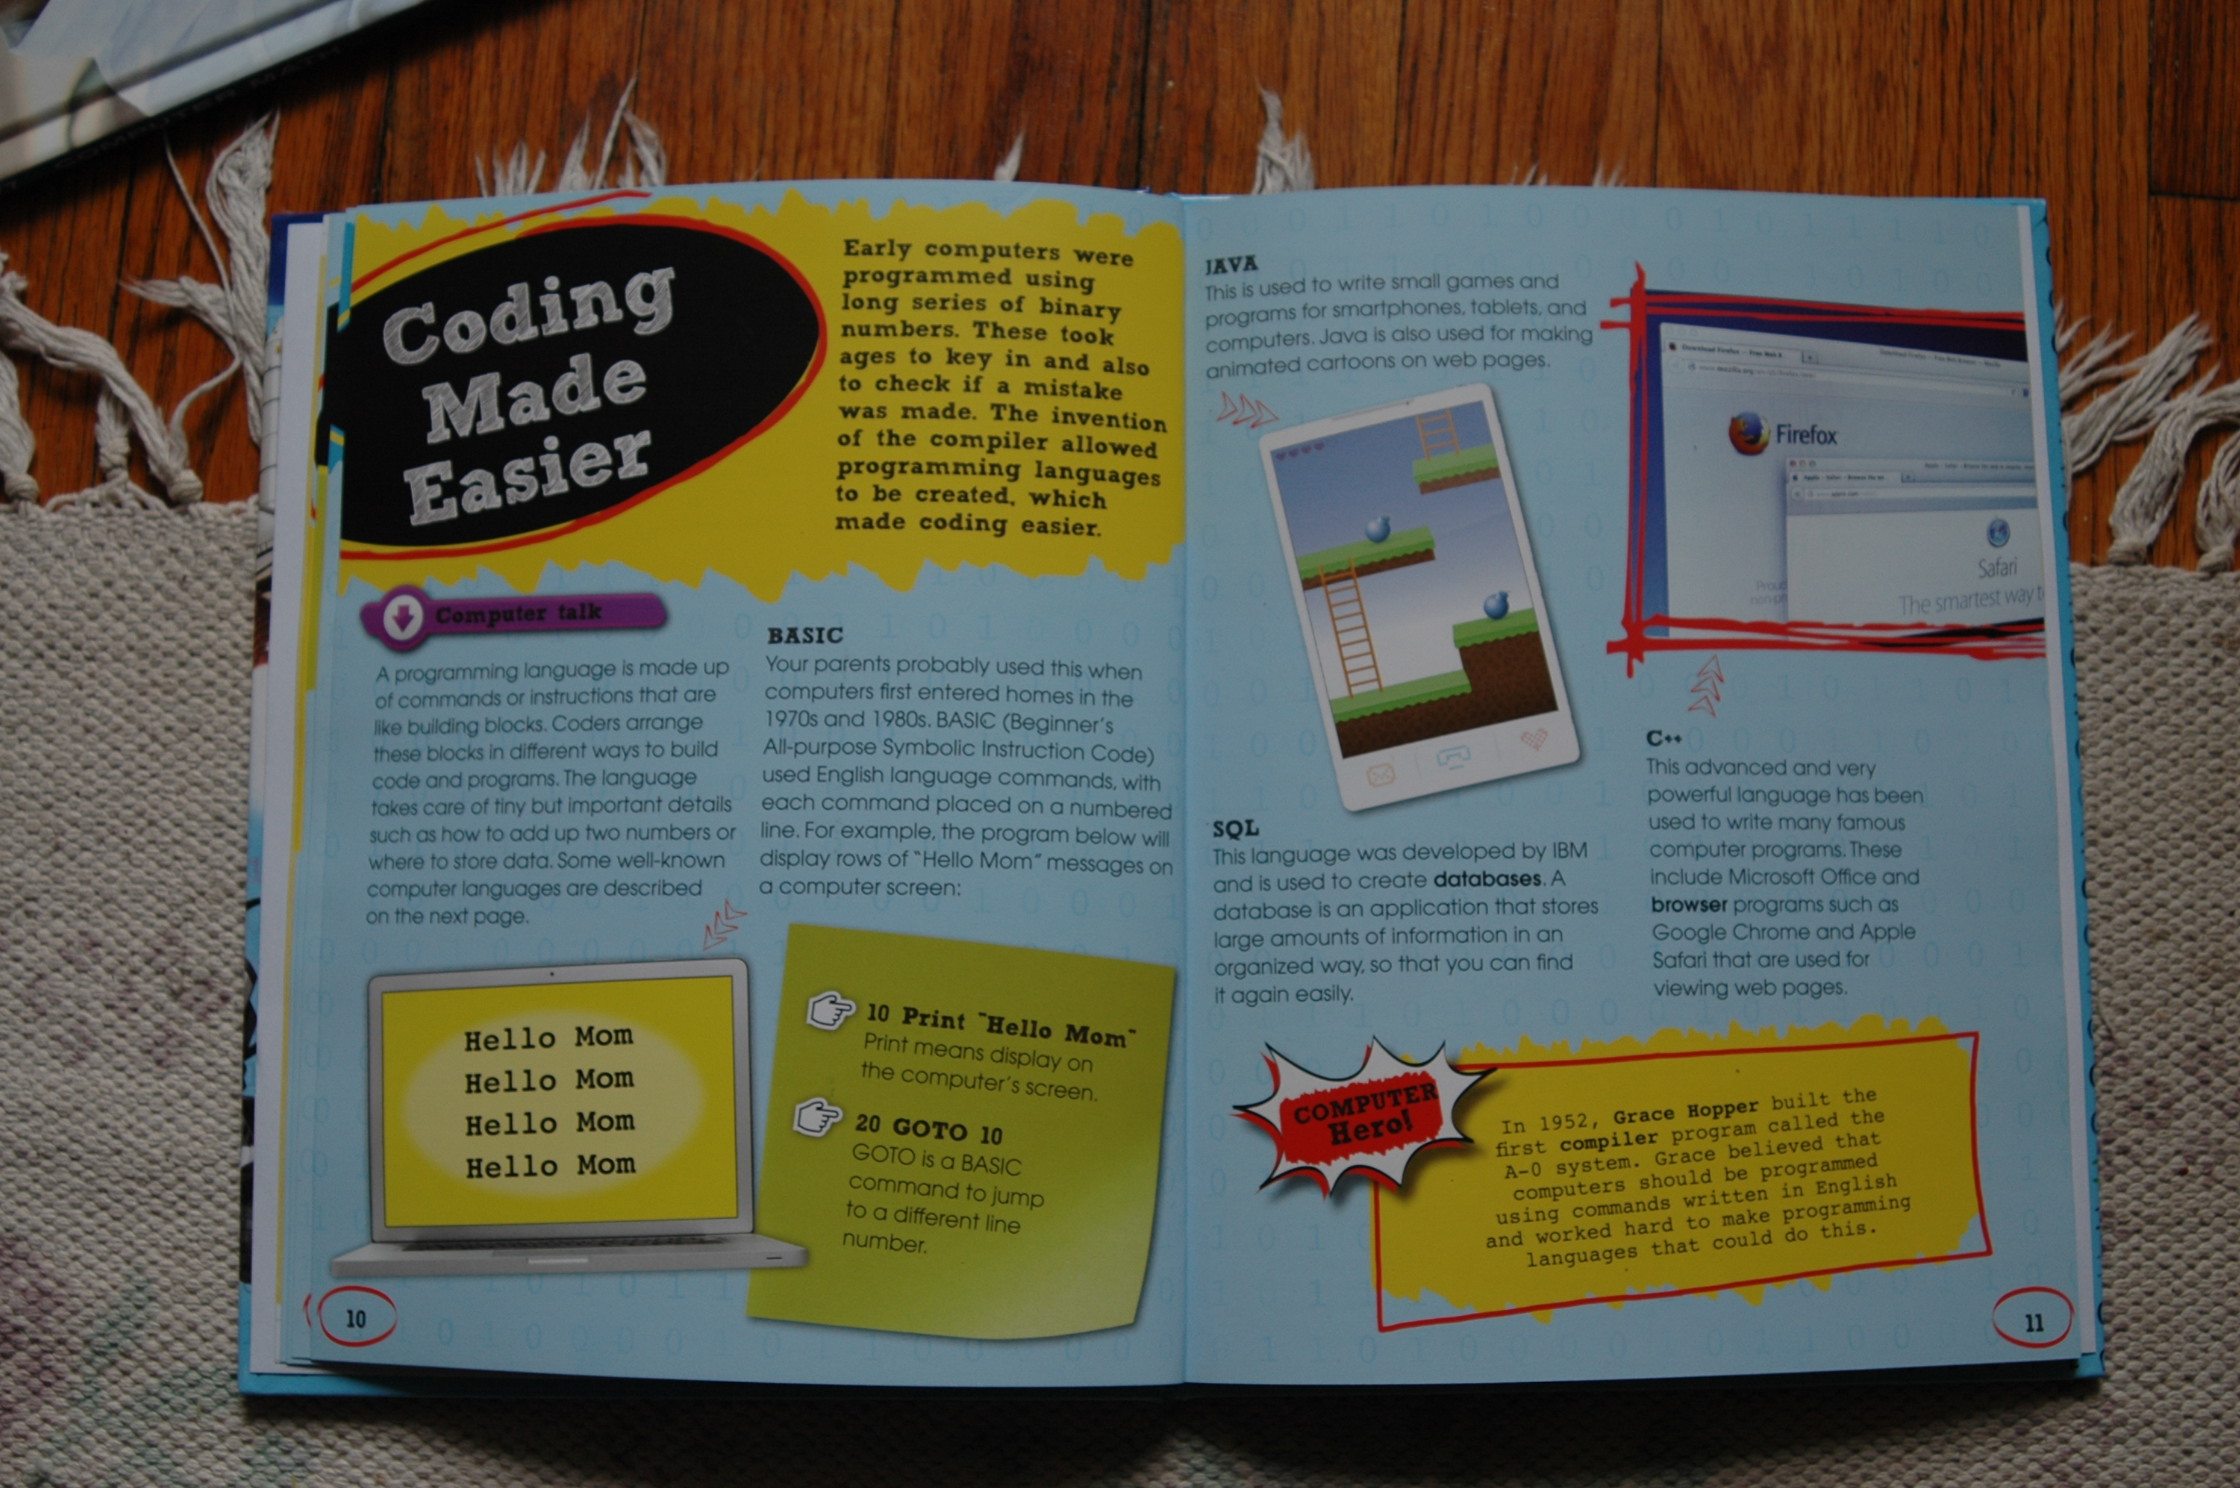 COMPUTER MATH
Coding
Made
Easier
Early computers were
programmed using
long series of binary
numbers. These took
ages to key in and also
to check if a mistake
was made. The invention
of the compiler allowed
programming languages
to be created, which
made coding easier.
Computer talk
A programming language is made up
of commands or instructions that are
like building blocks. Coders arrange
these blocks in different ways to build
code and programs. The language
takes care of tiny but important details
such as how to add up two numbers or
where to store data. Some well-known
computer languages are described
on the next page.
BASIC
Your parents probably used this when
computers first entered homes in the
1970s and 1980s. BASIC (Beginner's
All-purpose Symbolic Instruction Code)
used English language commands, with
each command placed on a numbered
line. For example, the program below will
display rows of "Hello Mom" messages on
a computer screen:
Hello Mom
Hello Mom
Hello Mom
Hello Mom
10 Print "Hello Mom"
Print means display on
the computer's screen.
20 GOTO 10
GOTO is a BASIC
command to jump
to a different line
number.
10
JAVA
This is used to write small games and
programs for smartphones, tablets, and
computers. Java is also used for making
animated cartoons on web pages.
Firefox
Safari
The smartest way t
SQL
This language was developed by IBM
and is used to create databases. A
database is an application that stores
large amounts of information in an
organized way, so that you can find
it again easily.
C++
This advanced and very
powerful language has been
used to write many famous
computer programs. These
include Microsoft Office and
browser programs such as
Google Chrome and Apple
Safari that are used for
viewing web pages.
COMPUTER
Hero!
In 1952, Grace Hopper built the
first compiler program called the
A-0 system. Grace believed that
computers should be programmed
using commands written in English
and worked hard to make programming
languages that could do this.
11